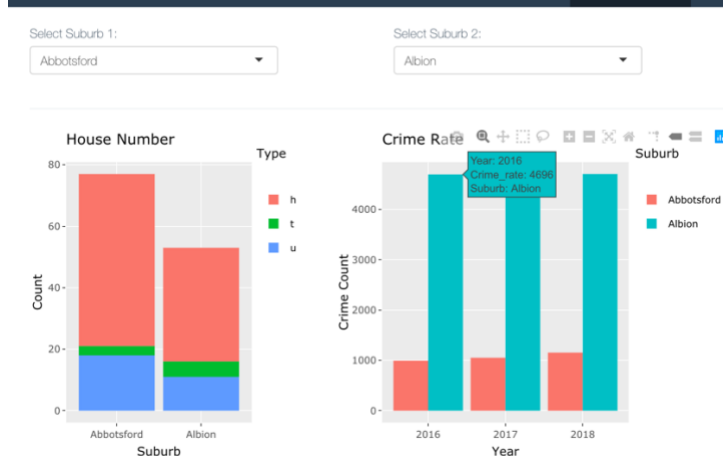 Select Suburb 1:
Select Suburb 2:
Abbotsford
Albion
House Number
Type
h
t
u
80
60
40
20
0
Count
Abbotsford
Albion
Suburb
Crime Rate
Year: 2016
Crime_rate: 4696
Suburb: Albion
Suburb
Abbotsford
Albion
4000
3000
2000
1000
0
Crime Count
2016
2017
2018
Year